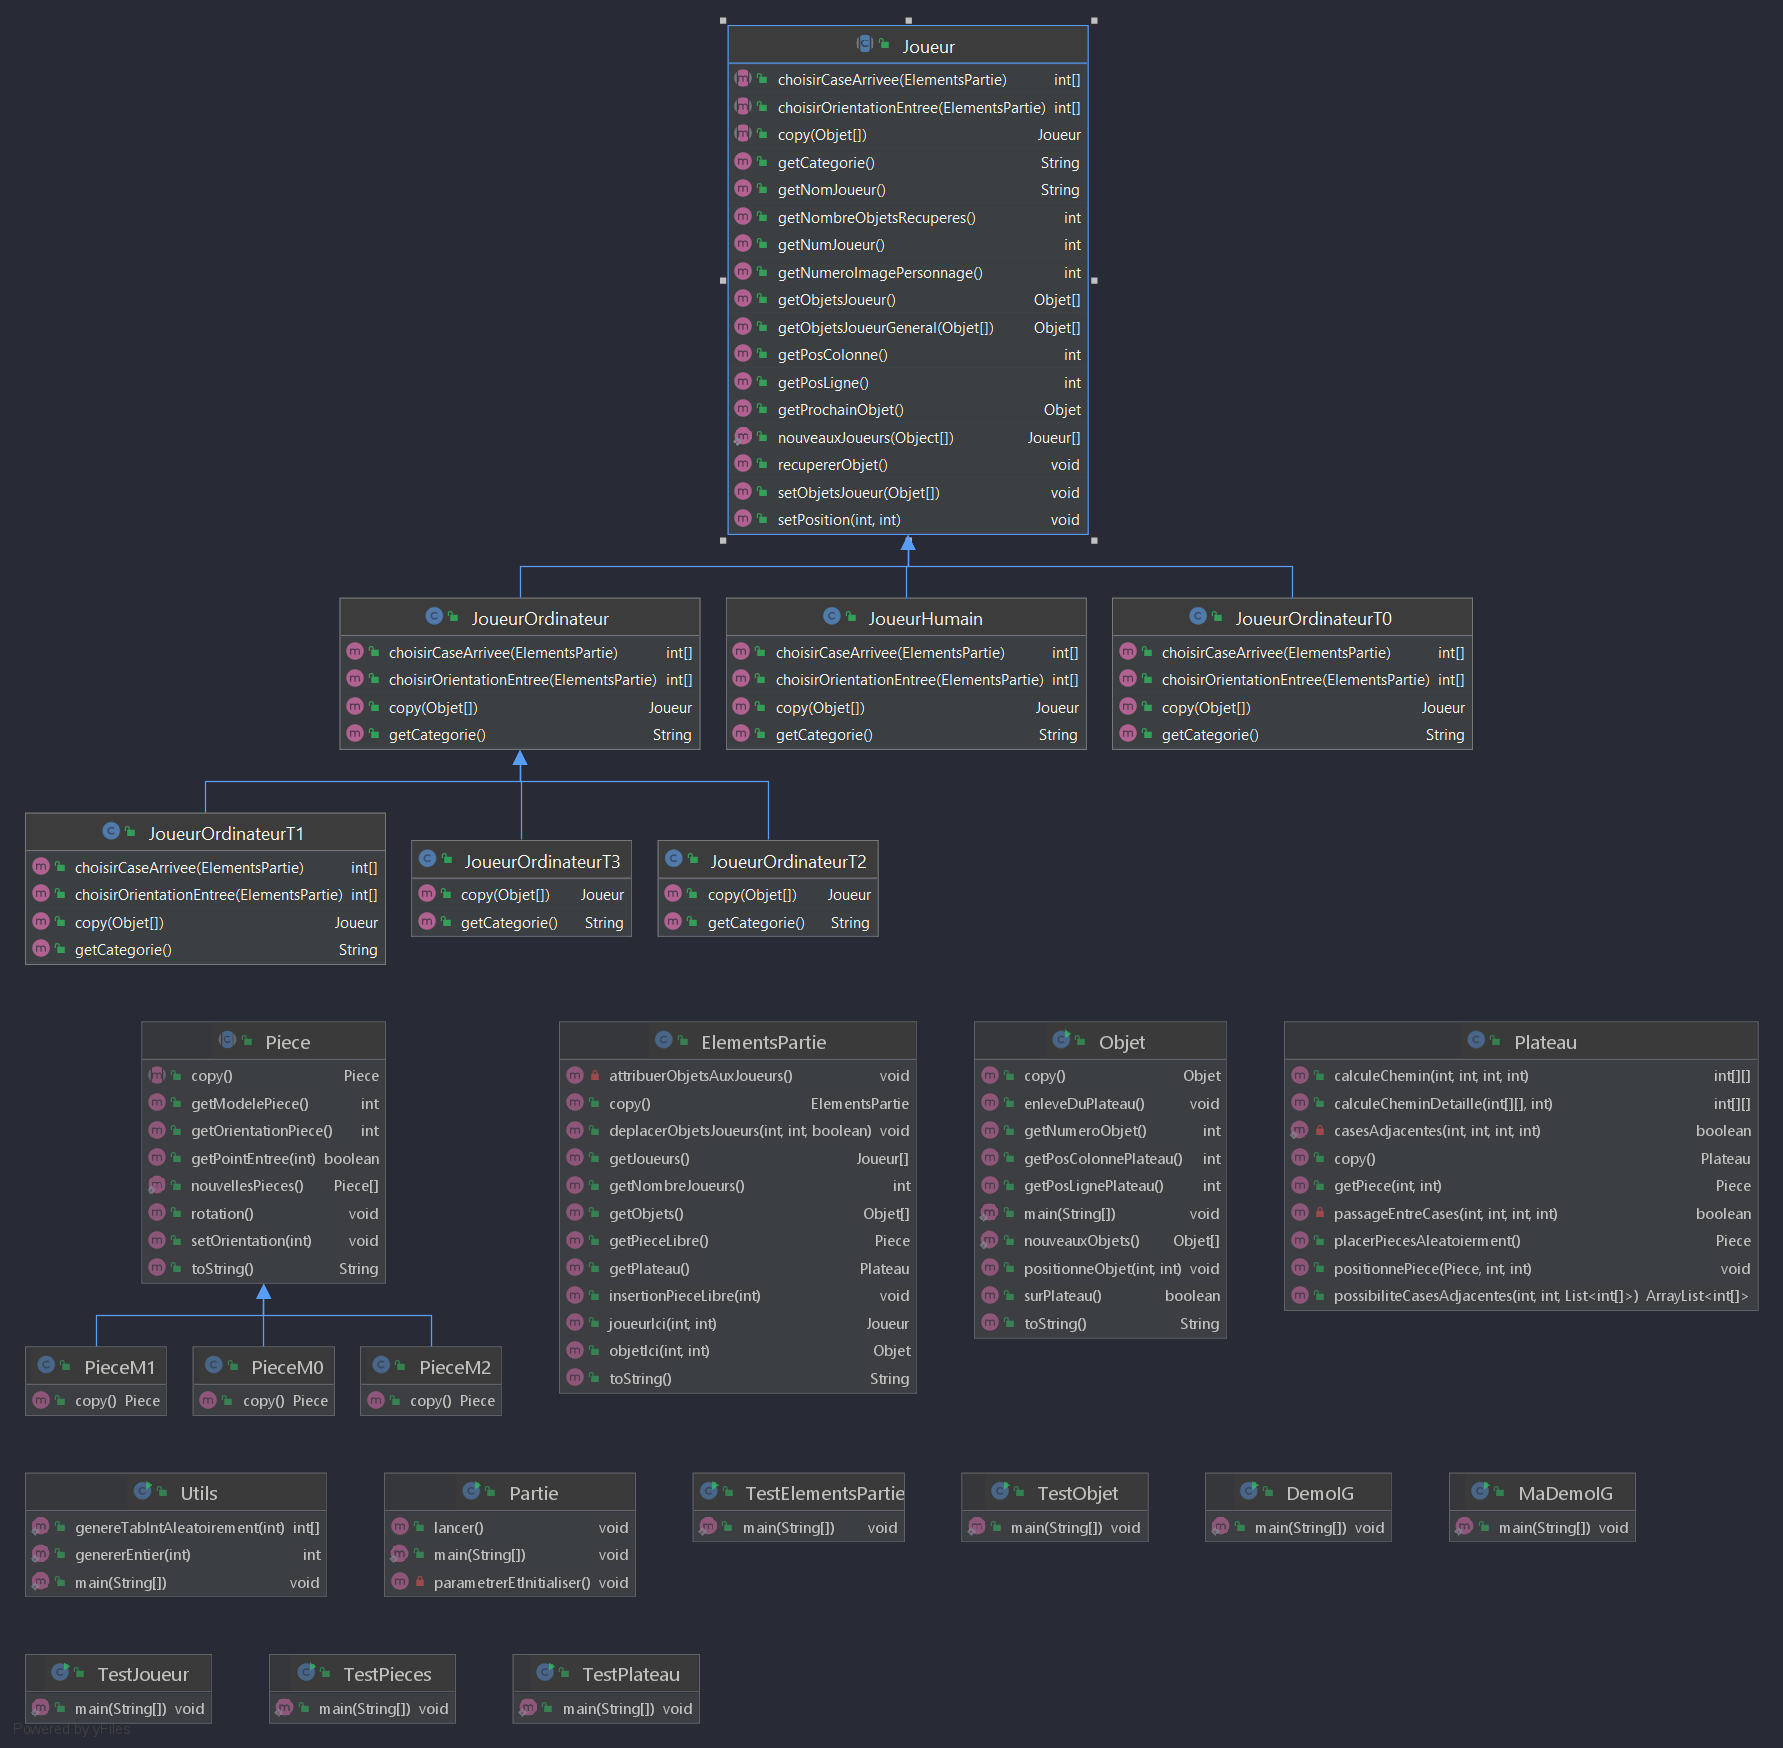 Joueur
choisirCaseArrivee(ElementsPartie) int[]
choisirOrientationEntree(ElementsPartie) int[]
copy(Objet[]) Joueur
getCategorie() String
getNomJoueur() String
getNombreObjetsRecuperes() int
getNumJoueur() int
getNumeroImagePersonnage() int
getObjetsJoueur() Objet[]
getObjetsJoueurGeneral(Objet[]) Objet[]
getPosColonne() int
getPosLigne() int
getProchainObjet() Objet
nouveauxJoueurs(Object[]) Joueur[]
recupererObjet() void
setObjetsJoueur(Objet[]) void
setPosition(int, int) void
JoueurOrdinateur
choisirCaseArrivee(ElementsPartie) int[]
choisirOrientationEntree(ElementsPartie) int[]
copy(Objet[]) Joueur
getCategorie() String
JoueurHumain
choisirCaseArrivee(ElementsPartie) int[]
choisirOrientationEntree(ElementsPartie) int[]
copy(Objet[]) Joueur
getCategorie() String
JoueurOrdinateurT0
choisirCaseArrivee(ElementsPartie) int[]
choisirOrientationEntree(ElementsPartie) int[]
copy(Objet[]) Joueur
getCategorie() String
JoueurOrdinateurT1
choisirCaseArrivee(ElementsPartie) int[]
choisirOrientationEntree(ElementsPartie) int[]
copy(Objet[]) Joueur
getCategorie() String
JoueurOrdinateurT3
copy(Objet[]) Joueur
getCategorie() String
JoueurOrdinateurT2
copy(Objet[]) Joueur
getCategorie() String
Piece
copy() Piece
getModelePiece() int
getOrientationPiece() int
getPointEntree(int) boolean
nouvellesPieces() Piece[]
rotation() void
setOrientation(int) void
toString() String
ElementsPartie
attribuerObjetsAuxJoueurs() void
copy() ElementsPartie
deplacerObjetsJoueurs(int, int, boolean) void
getJoueurs() Joueur[]
getNombreJoueurs() int
getObjets() Objet[]
getPieceLibre() Piece
getPlateau() Plateau
insertionPieceLibre(int) void
joueurIci(int, int) Joueur
objetIci(int, int) Objet
toString() String
Objet
copy() Objet
enleveDuPlateau() void
getNumeroObjet() int
getPosColonnePlateau() int
getPosLignePlateau() int
main(String[]) void
nouveauxObjets() Objet[]
positionneObjet(int, int) void
surPlateau() boolean
toString() String
Plateau
calculeChemin(int, int, int, int) int[][]
calculeCheminDetaille(int[][], int) int[][]
casesAdjacentes(int, int, int, int) boolean
copy() Plateau
getPiece(int, int) Piece
passageEntreCases(int, int, int, int) boolean
placerPiecesAleatoierment() Piece
positionnePiece(Piece, int, int) void
possibiliteCasesAdjacentes(int, int, List<int[]>) ArrayList<int[]>
PieceM1
copy() Piece
PieceM0
copy() Piece
PieceM2
copy() Piece
Utils
genereTabIntAleatoirement(int) int[]
genererEntier(int) int
main(String[]) void
Partie
lancer() void
main(String[]) void
parametrerEtInitialiser() void
TestElementsPartie
main(String[]) void
TestObjet
main(String[]) void
DemoIG
main(String[]) void
MaDemoIG
main(String[]) void
TestJoueur
main(String[]) void
TestPieces
main(String[]) void
TestPlateau
main(String[]) void
Powered by yFiles